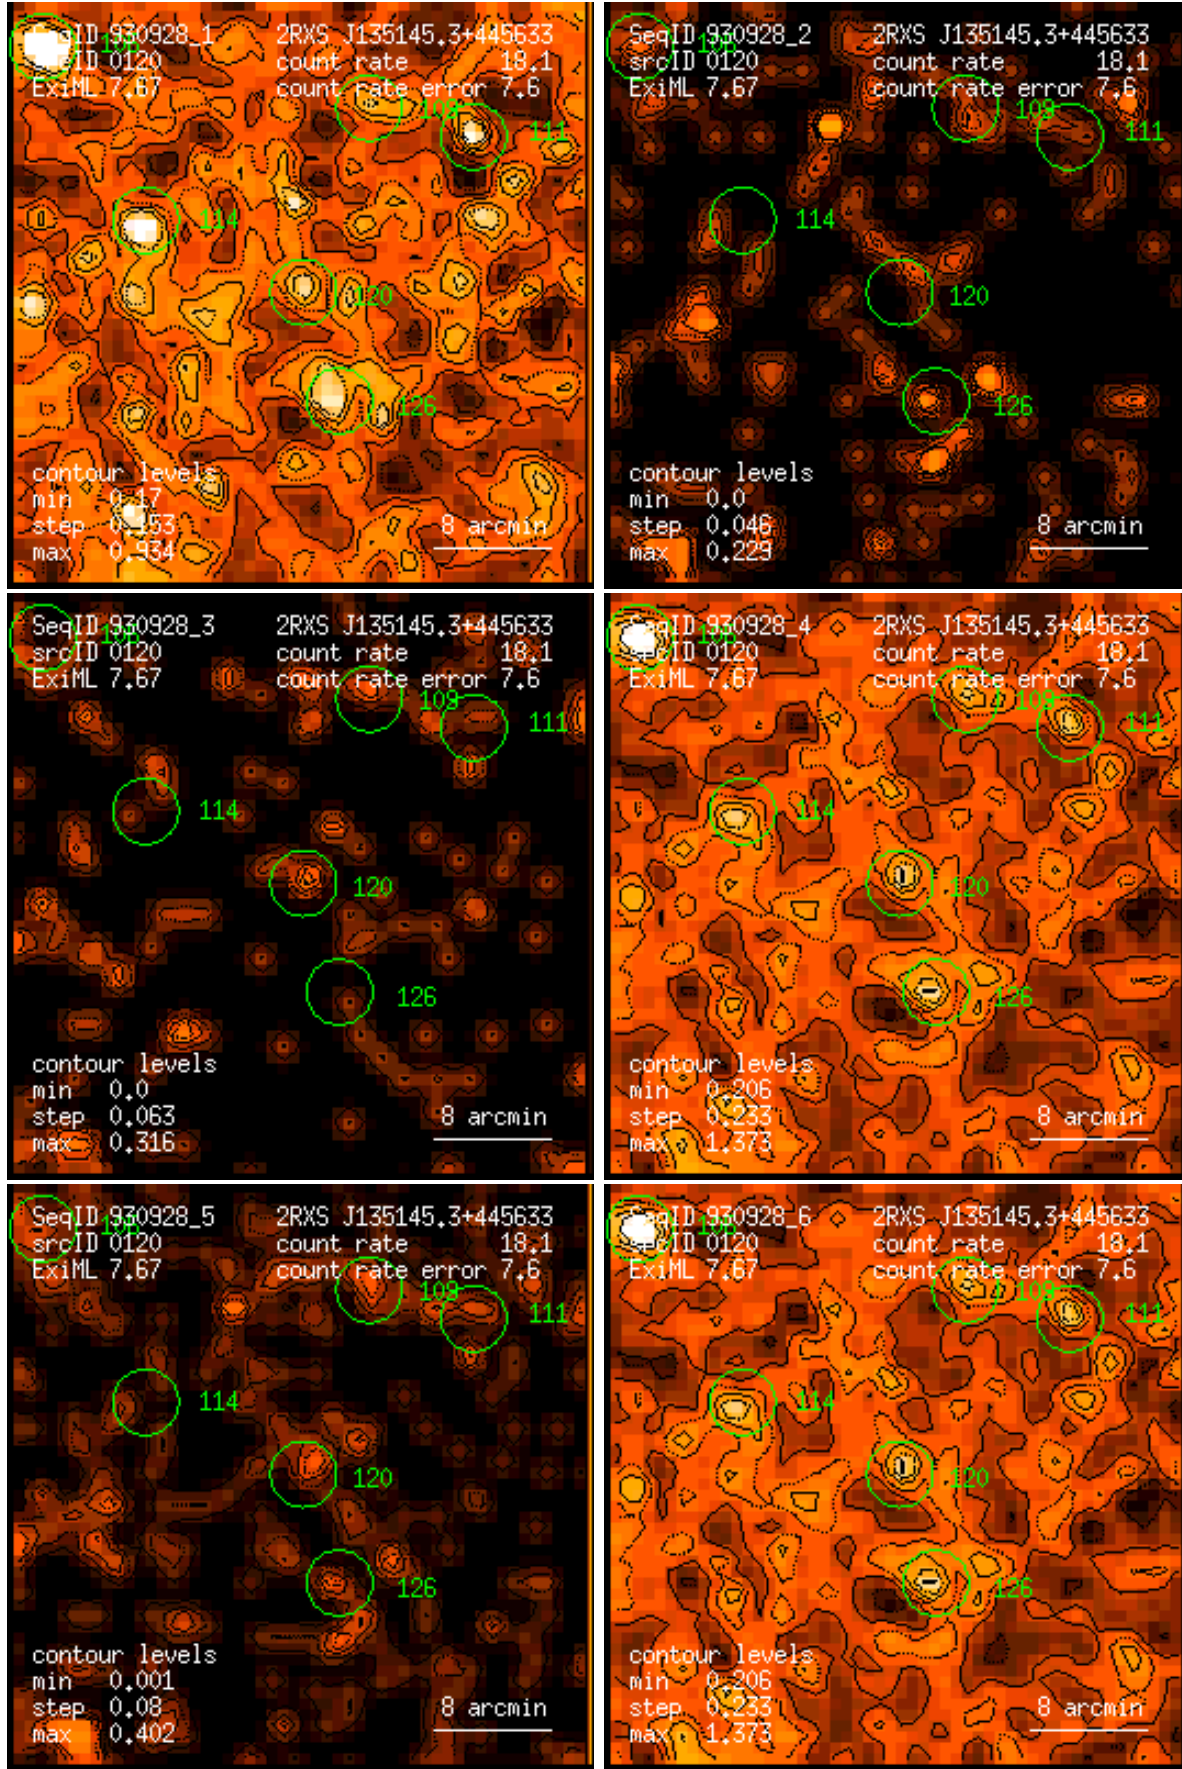 SeqID 930928_1 2RXS J135145.3+445633
srcID 0120 count rate 18.1
ExiML 7.67 count rate error 7.6
109
111
114
120
126
contour levels
min 0.17
step 0.153
max 0.934
8 arcmin
SeqID 930928_2 2RXS J135145.3+445633
srcID 0120 count rate 18.1
ExiML 7.67 count rate error 7.6
109
111
114
120
126
contour levels
min 0.0
step 0.046
max 0.229
8 arcmin
SeqID 930928_3 2RXS J135145.3+445633
srcID 0120 count rate 18.1
ExiML 7.67 count rate error 7.6
109
111
114
120
126
contour levels
min 0.0
step 0.063
max 0.316
8 arcmin
SeqID 930928_4 2RXS J135145.3+445633
srcID 0120 count rate 18.1
ExiML 7.67 count rate error 7.6
109
111
114
120
126
contour levels
min 0.206
step 0.233
max 1.373
8 arcmin
SeqID 930928_5 2RXS J135145.3+445633
srcID 0120 count rate 18.1
ExiML 7.67 count rate error 7.6
109
111
114
120
126
contour levels
min 0.001
step 0.08
max 0.402
8 arcmin
SeqID 930928_6 2RXS J135145.3+445633
srcID 0120 count rate 18.1
ExiML 7.67 count rate error 7.6
109
111
114
120
126
contour levels
min 0.206
step 0.233
max 1.373
8 arcmin